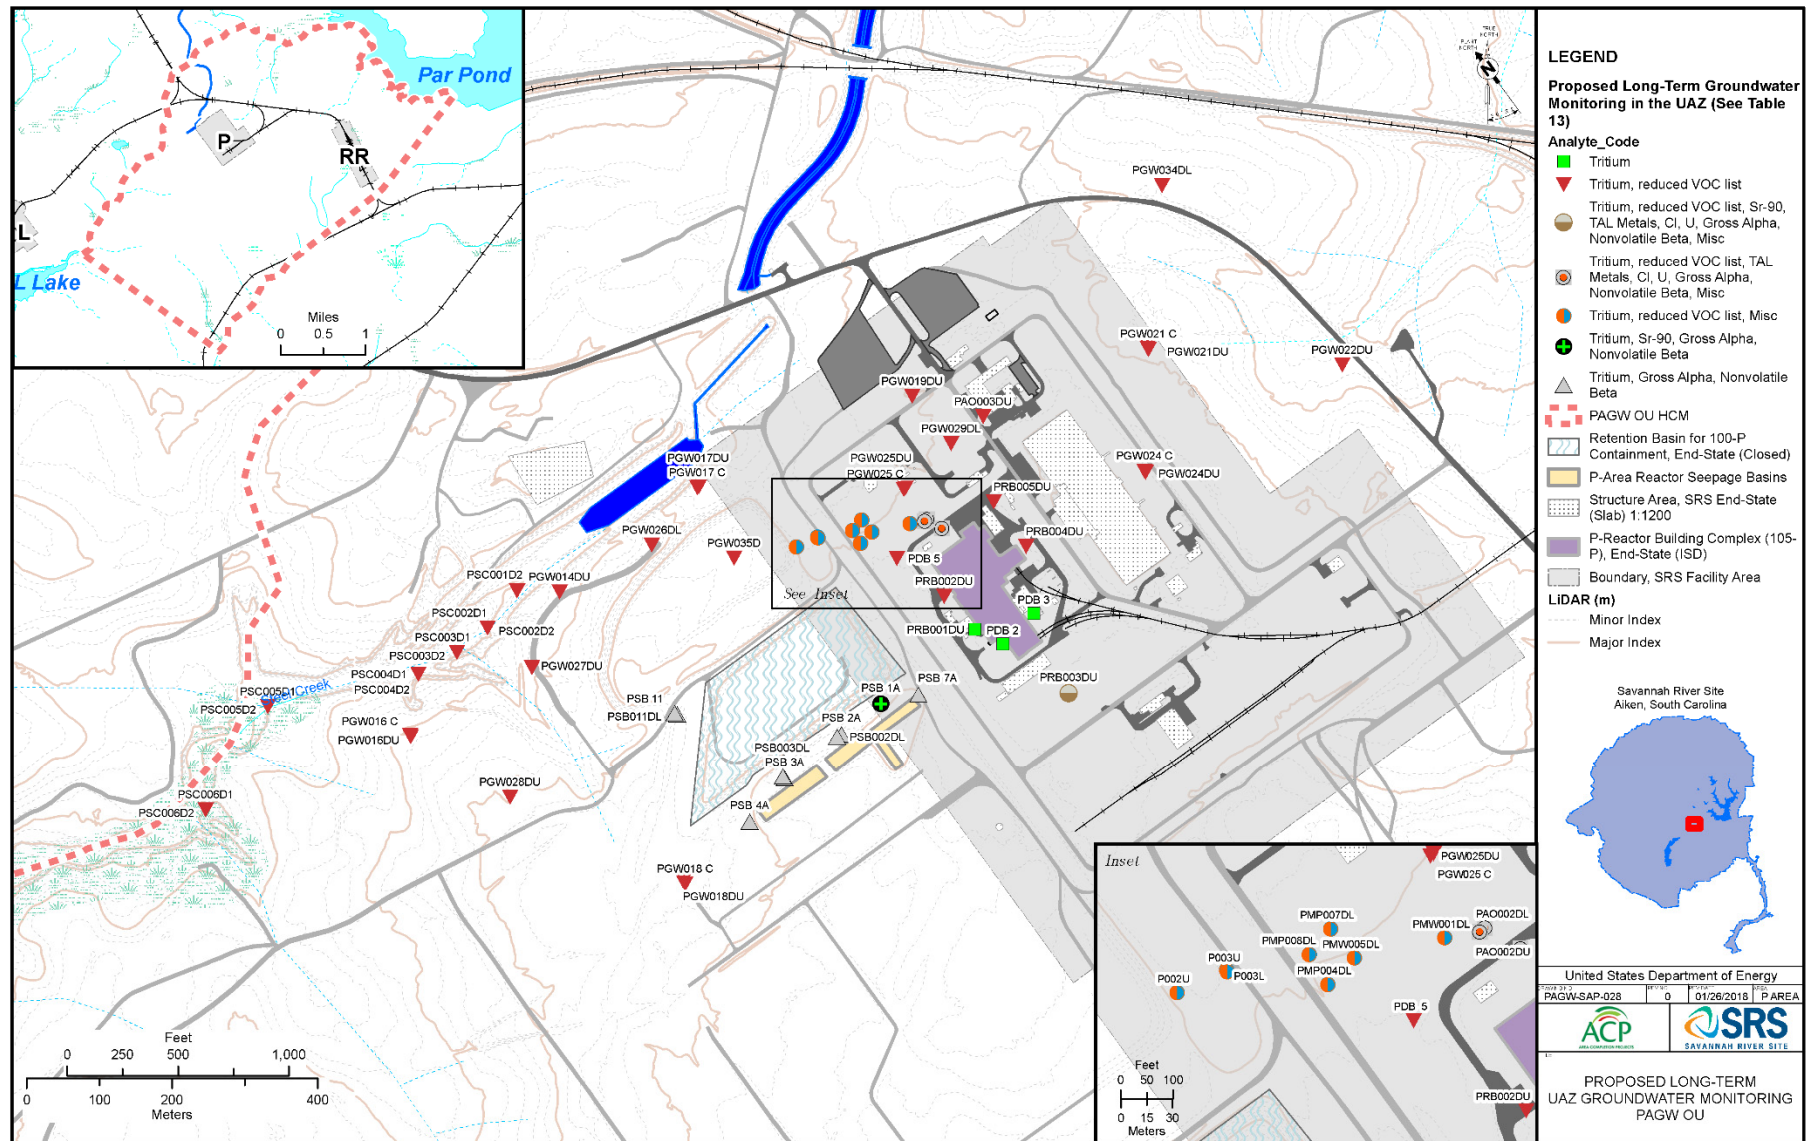 Par Pond
P
RR
L
L Lake
Miles
0 0.5 1
PGW034DL
PGW021 C
PGW021DU
PGW022DU
PGW019DU
PAO003DU
PGW029DL
PGW017DU
PGW017 C
PGW025DU
PGW025 C
PGW024 C
PGW024DU
PRB005DU
PGW026DL
PGW035D
PRB004DU
PDB 5
PRB002DU
See Inset
PSC001D2
PGW014DU
PDB 3
PSC002D1
PSC002D2
PRB001DU
PDB 2
PSC003D1
PSC003D2
PGW027DU
PSC004D1
PSC004D2
PRB003DU
PSC005D1
Creek
PSC005D2
PSB 11
PSB011DL
PSB 1A
PSB 7A
PGW016 C
PGW016DU
PSB 2A
PSB002DL
PSB003DL
PSB 3A
PGW028DU
PSC006D1
PSC006D2
PSB 4A
PGW018 C
PGW018DU
Feet
0 250 500 1,000
0 100 200 400
Meters
Inset
PGW025DU
PGW025 C
PMP007DL
PMW001DL
PAO002DL
PAO002DU
PMP008DL
PMW005DL
P003U
P003L
P002U
PMP004DL
PDB 5
PRB002DU
Feet
0 50 100
0 15 30
Meters
TRUE
NORTH
PLANT
NORTH
N
LEGEND
Proposed Long-Term Groundwater
Monitoring in the UAZ (See Table
13)
Analyte_Code
Tritium
Tritium, reduced VOC list
Tritium, reduced VOC list, Sr-90,
TAL Metals, Cl, U, Gross Alpha,
Nonvolatile Beta, Misc
Tritium, reduced VOC list, TAL
Metals, Cl, U, Gross Alpha,
Nonvolatile Beta, Misc
Tritium, reduced VOC list, Misc
Tritium, Sr-90, Gross Alpha,
Nonvolatile Beta
Tritium, Gross Alpha, Nonvolatile
Beta
PAGW OU HCM
Retention Basin for 100-P
Containment, End-State (Closed)
P-Area Reactor Seepage Basins
Structure Area, SRS End-State
(Slab) 1:1200
P-Reactor Building Complex (105-
P), End-State (ISD)
Boundary, SRS Facility Area
LiDAR (m)
Minor Index
Major Index
Savannah River Site
Aiken, South Carolina
United States Department of Energy
PAGW-SAP-028 0 01/26/2018 P AREA
ACP
AREA COMPLETION PROJECTS
SRS
SAVANNAH RIVER SITE
PROPOSED LONG-TERM
UAZ GROUNDWATER MONITORING
PAGW OU